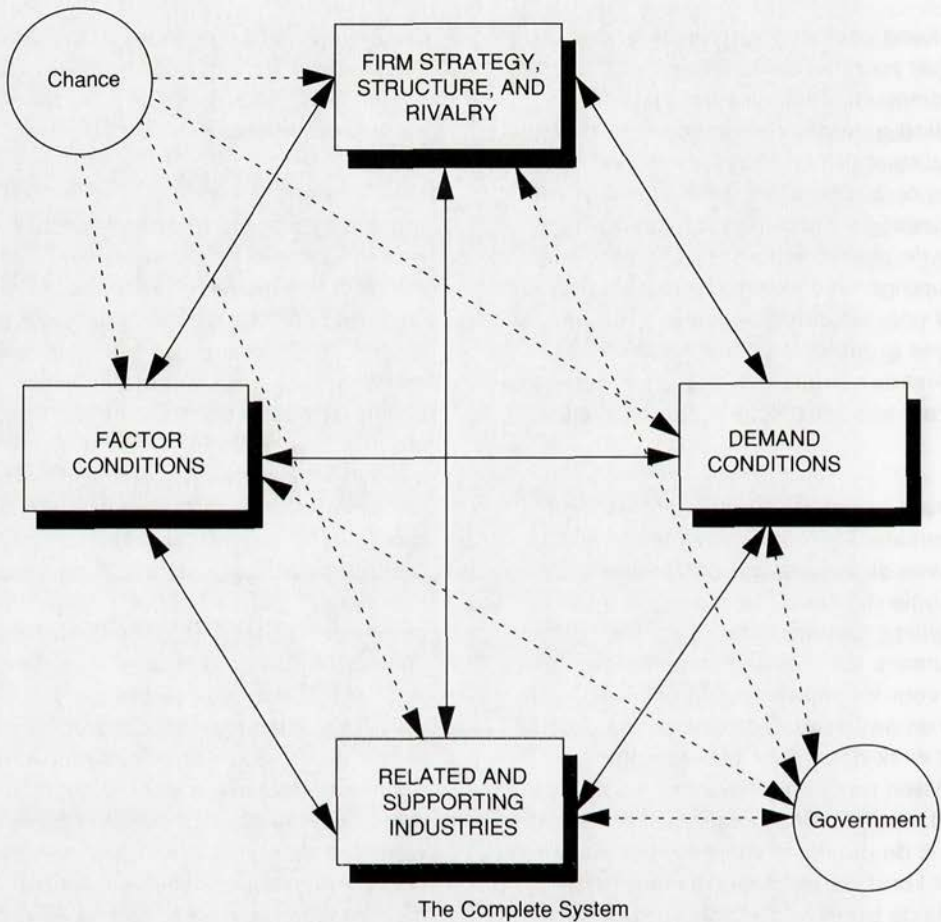 Chance
FIRM STRATEGY,
STRUCTURE, AND
RIVALRY
FACTOR
CONDITIONS
DEMAND
CONDITIONS
RELATED AND
SUPPORTING
INDUSTRIES
Government
The Complete System